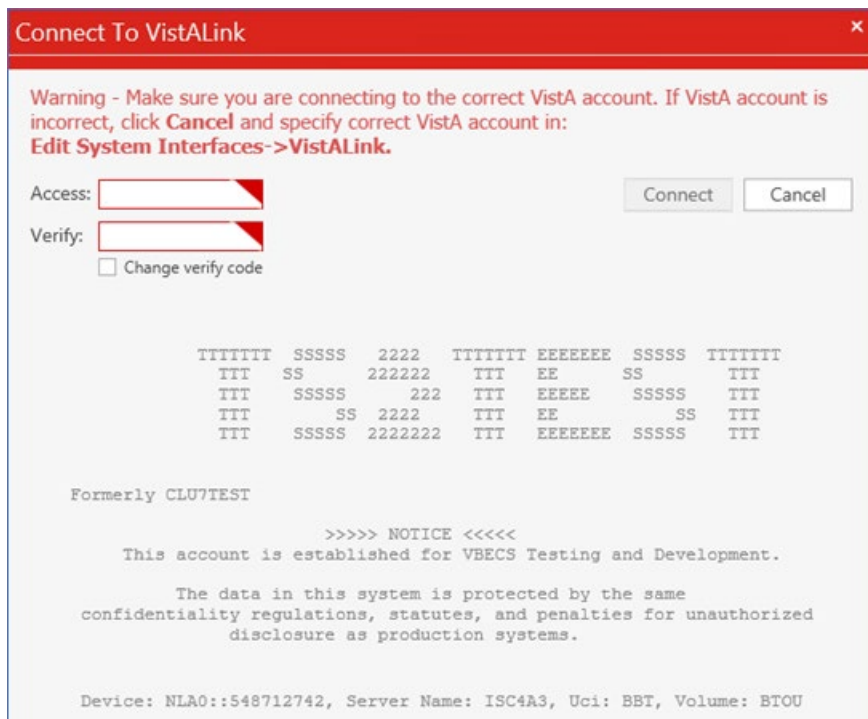 Connect To VistALink
Warning - Make sure you are connecting to the correct VistA account. If VistA account is
incorrect, click Cancel and specify correct VistA account in:
Edit System Interfaces->VistALink.
Access:
Connect
Cancel
Verify:
Change verify code
TTTTTTT SSSSS 2222 TTTTTTT EEEEEEE SSSSS TTTTTTT
TTT SS 222222 TTT EE SS TTT
TTT SSSSS 222 TTT EEEEE SSSSS TTT
TTT SS 2222 TTT EE SS TTT
TTT SSSSS 2222222 TTT EEEEEEE SSSSS TTT
Formerly CLU7TEST
>>>>> NOTICE <<<<<
This account is established for VBECS Testing and Development.
The data in this system is protected by the same
confidentiality regulations, statutes, and penalties for unauthorized
disclosure as production systems.
Device: NLA0::548712742, Server Name: ISC4A3, Uci: BBT, Volume: BTOU